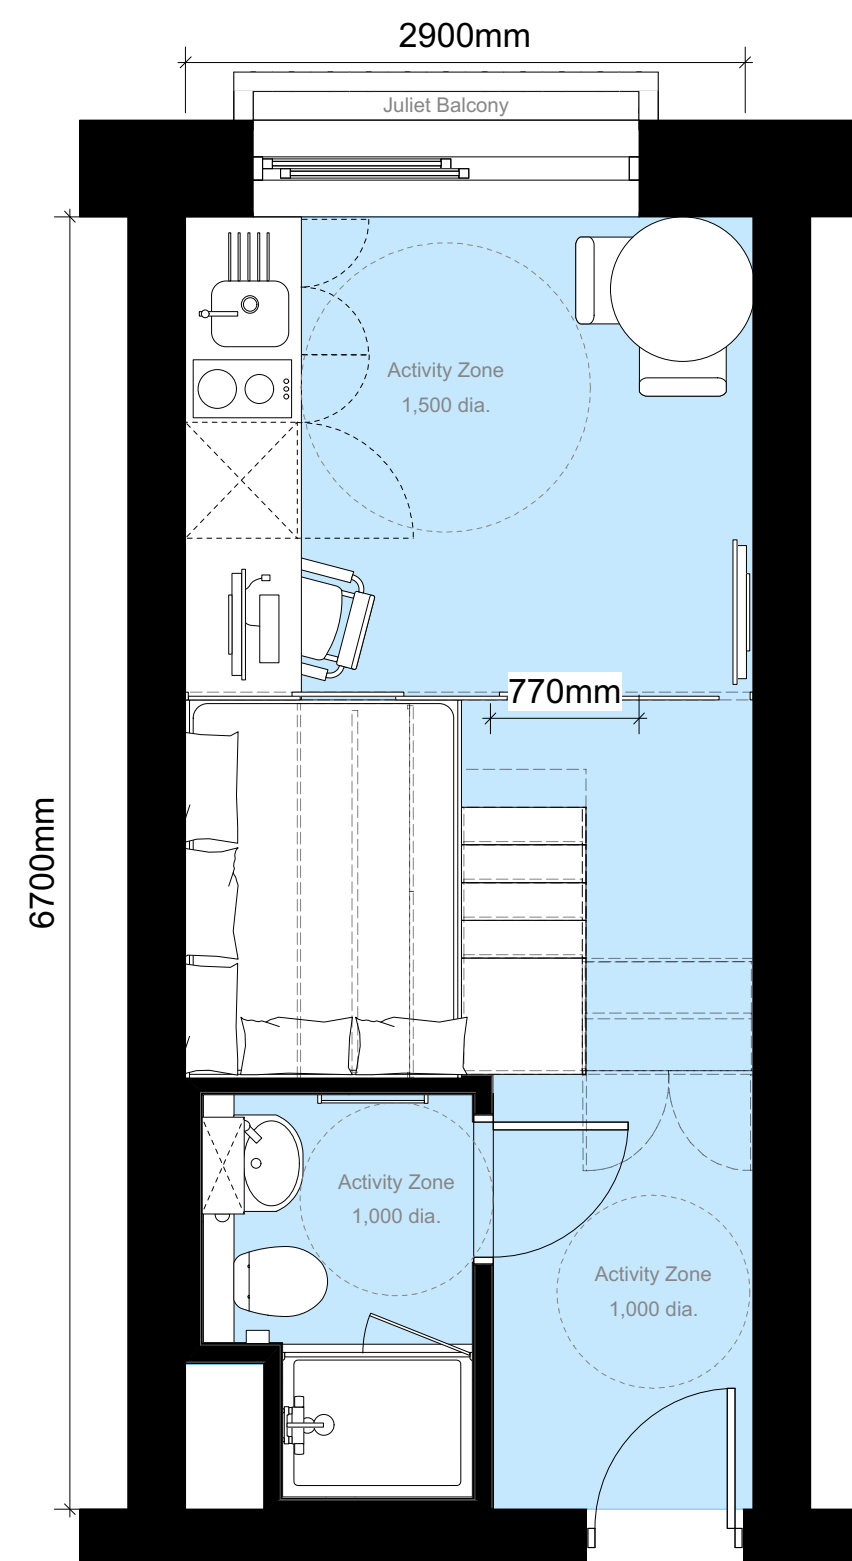 2900mm
Juliet Balcony
Activity Zone
1,500 dia.
770mm
6700mm
Activity Zone
1,000 dia.
Activity Zone
1,000 dia.